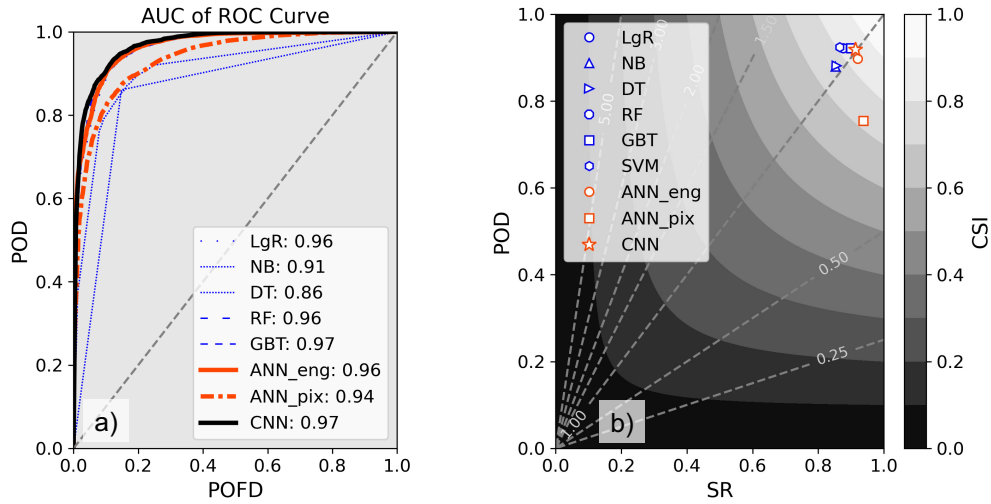 AUC of ROC Curve
1.0
0.8
0.6
0.4
0.2
0.0
POD
LgR: 0.96
NB: 0.91
DT: 0.86
RF: 0.96
GBT: 0.97
ANN_eng: 0.96
ANN_pix: 0.94
CNN: 0.97
a)
0.0 0.2 0.4 0.6 0.8 1.0
POFD
1.0
0.8
0.6
0.4
0.2
0.0
POD
LgR
NB
DT
RF
GBT
SVM
ANN_eng
ANN_pix
CNN
5.00
3.00
2.00
1.50
1.00
0.50
0.25
b)
0.0 0.2 0.4 0.6 0.8 1.0
SR
1.0
0.8
0.6
0.4
0.2
0.0
CSI